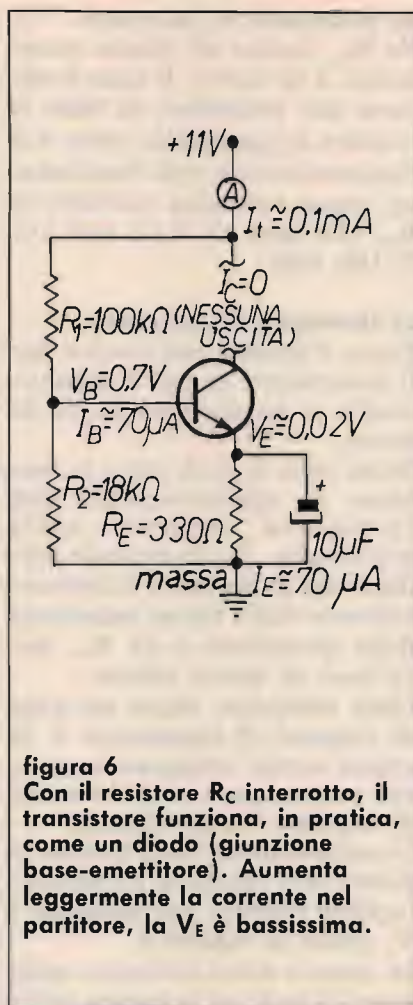 +11V
A
It≅0,1mA
IC=0
R1=100kΩ (NESSUNA
USCITA)
VB=0.7V
IB≅70µA
VE≅0,02V
R2=18kΩ
RE=330Ω
+
10µF
massa
IE≅70 µA
figura 6
Con il resistore RC interrotto, il
transistore funziona, in pratica,
come un diodo (giunzione
base-emettitore). Aumenta
leggermente la corrente nel
partitore, la VE è bassissima.